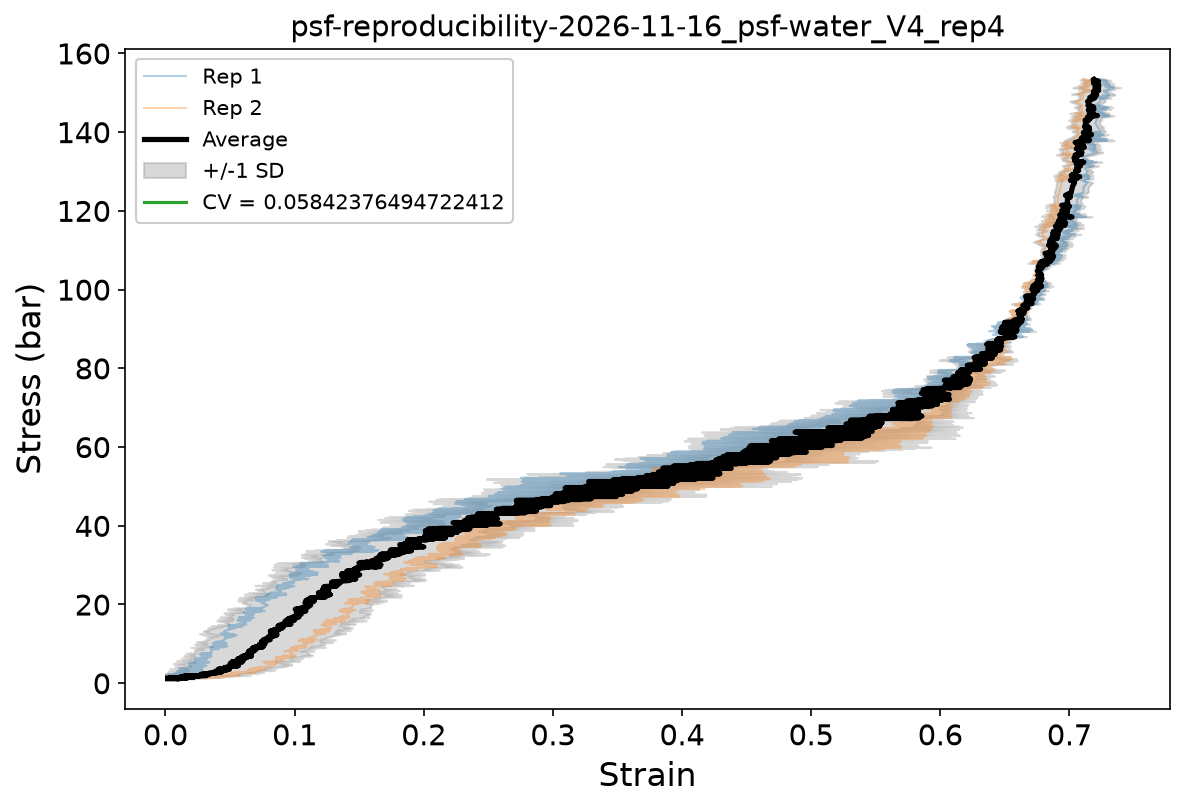 psf-reproducibility-2026-11-16_psf-water_V4_rep4
160
140
120
100
80
60
40
20
0
Stress (bar)
Rep 1
Rep 2
Average
+/-1 SD
CV = 0.05842376494722412
0.0 0.1 0.2 0.3 0.4 0.5 0.6 0.7
Strain